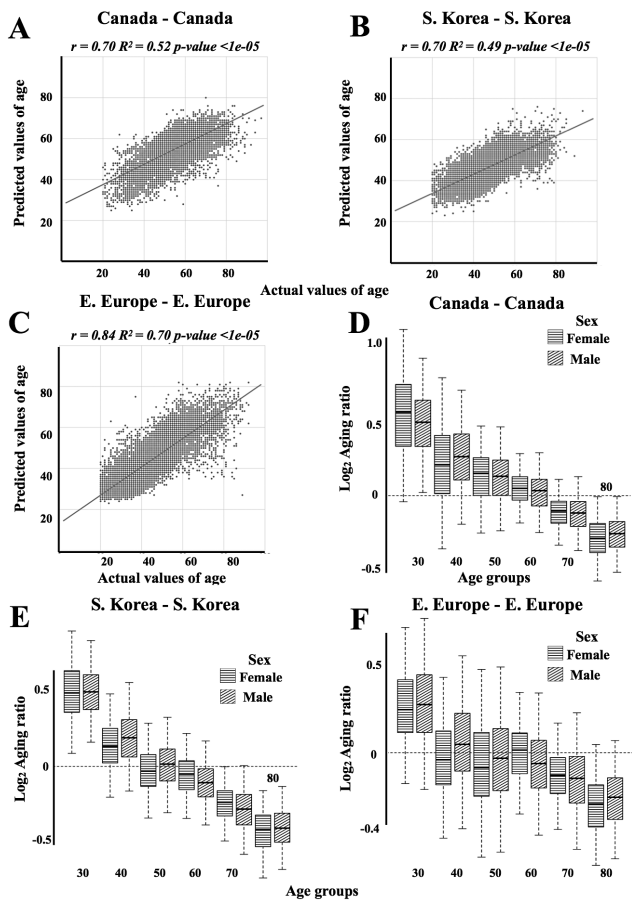 A
Canada - Canada
r = 0.70 R² = 0.52 p-value <1e-05
Predicted values of age
80
60
40
20
20 40 60 80
B
S. Korea - S. Korea
r = 0.70 R² = 0.49 p-value <1e-05
Predicted values of age
80
60
40
20
20 40 60 80
Actual values of age
C
E. Europe - E. Europe
r = 0.84 R² = 0.70 p-value <1e-05
Predicted values of age
80
60
40
20
20 40 60 80
Actual values of age
D
Canada - Canada
Sex
Female
Male
Log₂ Aging ratio
1.0
0.5
0
-0.5
80
30 40 50 60 70
Age groups
E
S. Korea - S. Korea
Sex
Female
Male
Log₂ Aging ratio
0.5
0
-0.5
80
30 40 50 60 70
Age groups
F
E. Europe - E. Europe
Sex
Female
Male
Log₂ Aging ratio
0.5
0
-0.4
30 40 50 60 70 80